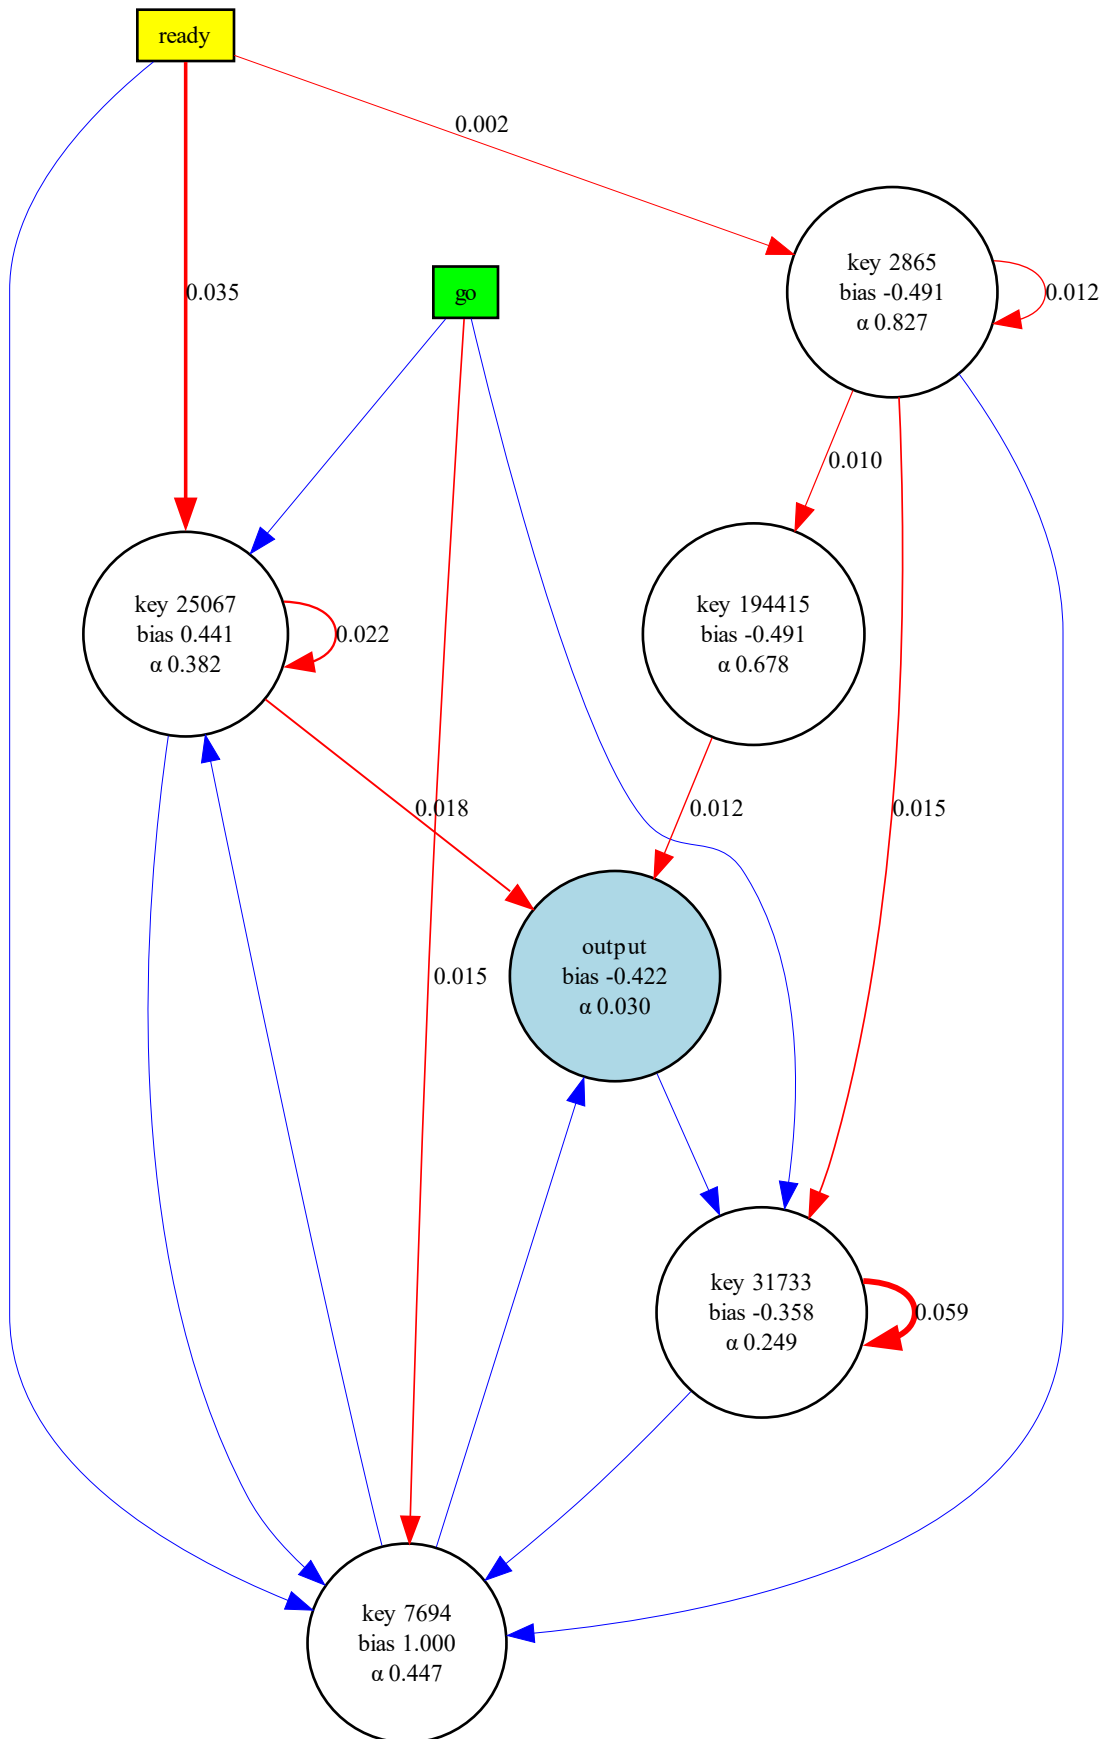 ready
0.002
key 2865
bias -0.491
α 0.827
0.012
go
0.035
0.010
key 25067
bias 0.441
α 0.382
0.022
key 194415
bias -0.491
α 0.678
0.018
0.012
0.015
output
bias -0.422
α 0.030
0.015
key 31733
bias -0.358
α 0.249
0.059
key 7694
bias 1.000
α 0.447